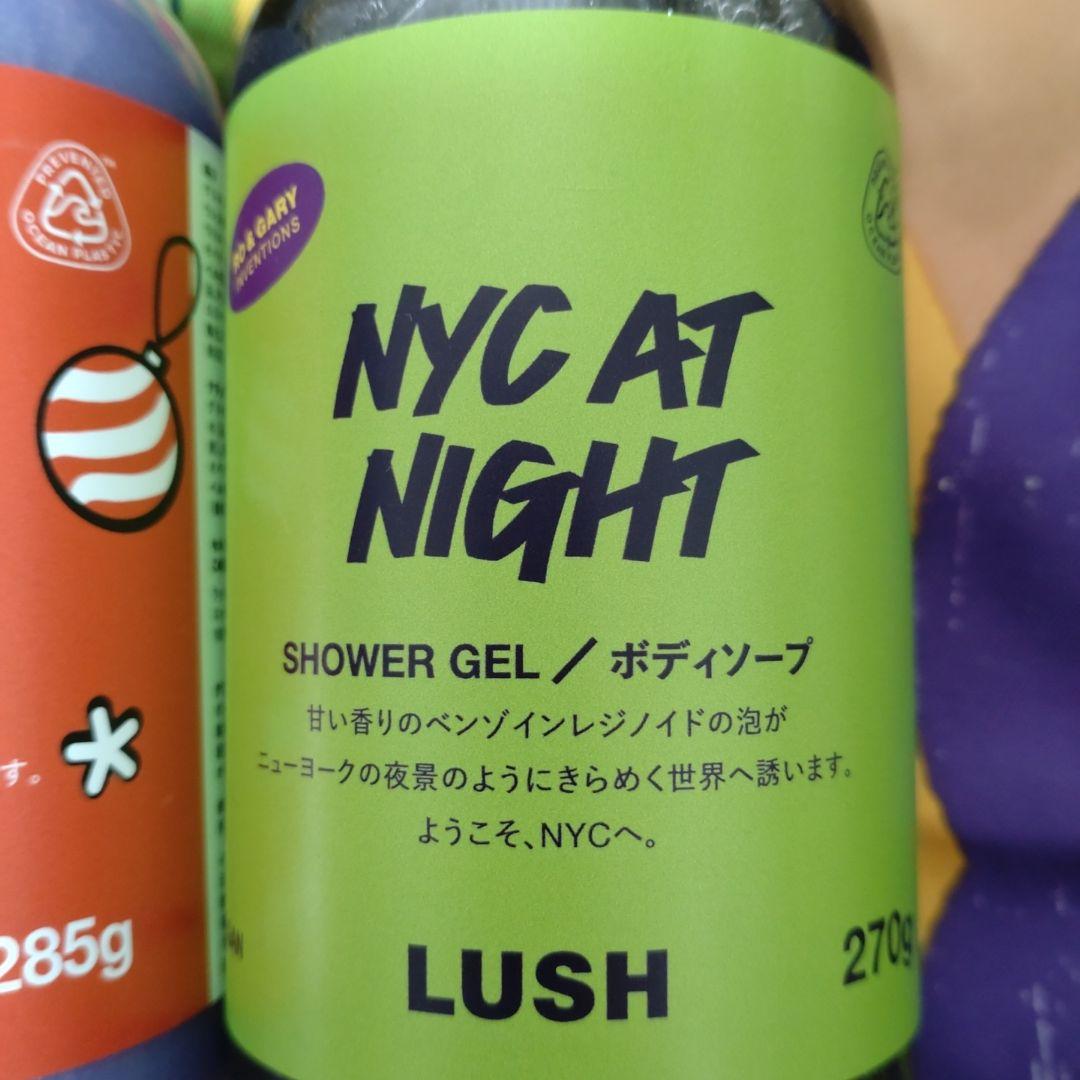 PREVENTED
OCEAN PLASTIC
す。
285g
& GARY
INVENTIONS
NYC AT
NIGHT
SHOWER GEL／ボディソープ
甘い香りのベンゾインレジノイドの泡が
ニューヨークの夜景のようにきらめく世界へ誘います。
ようこそ、NYCへ。
LUSH
270g